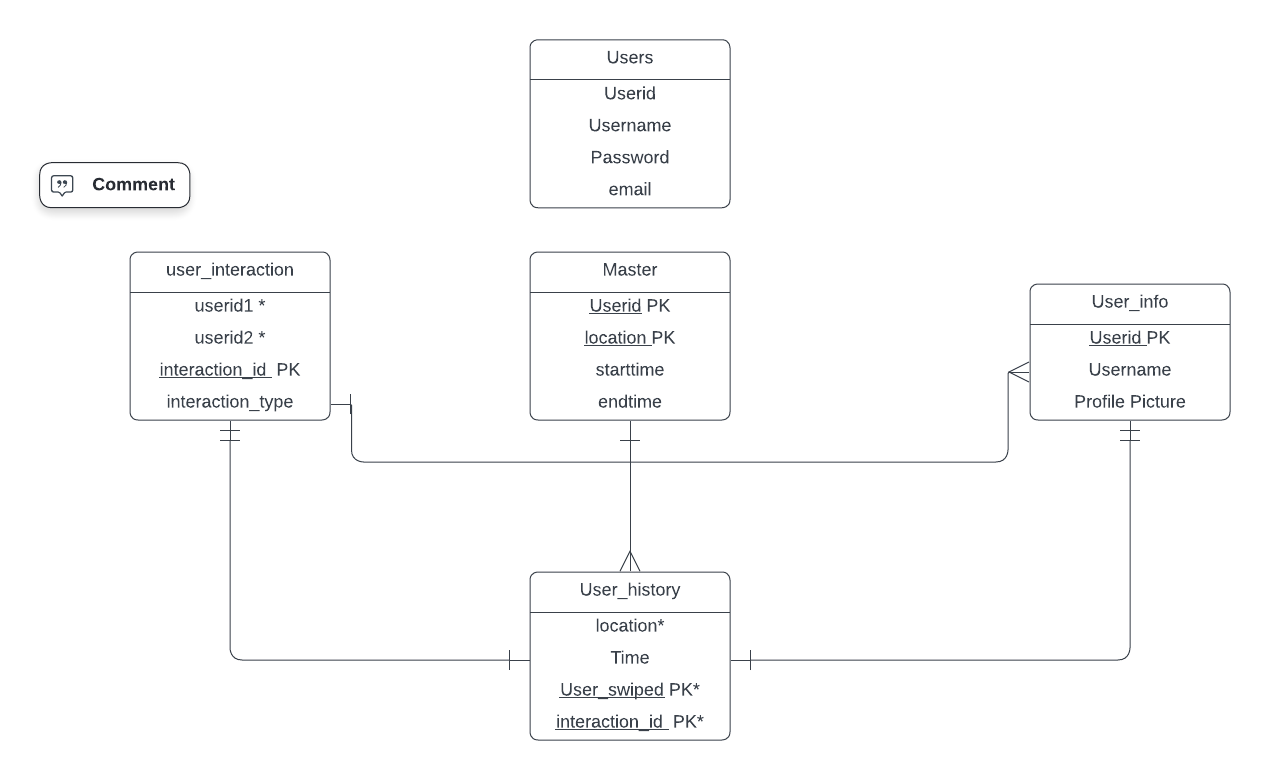 Users
Userid
Username
Password
email
Comment
user_interaction
userid1 *
userid2 *
interaction_id PK
interaction_type
Master
Userid PK
location PK
starttime
endtime
User_info
Userid PK
Username
Profile Picture
User_history
location*
Time
User_swiped PK*
interaction_id PK*